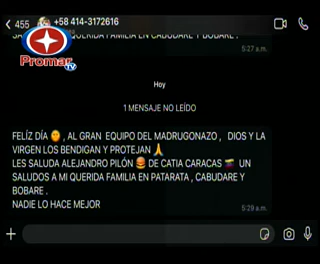 455
+58 414-3172616
SA QUERIDA FAMILIA EN CABUDARE Y BOBARE .
5:27 a.m.
Promar
TV
Hoy
1 MENSAJE NO LEÍDO
FELÍZ DÍA 🌞 , AL GRAN EQUIPO DEL MADRUGONAZO , DIOS Y LA
VIRGEN LOS BENDIGAN Y PROTEJAN 🙏
LES SALUDA ALEJANDRO PILÓN 🍔 DE CATIA CARACAS 🇻🇪 UN
SALUDOS A MI QUERIDA FAMILIA EN PATARATA , CABUDARE Y
BOBARE .
NADIE LO HACE MEJOR
5:29 a.m.